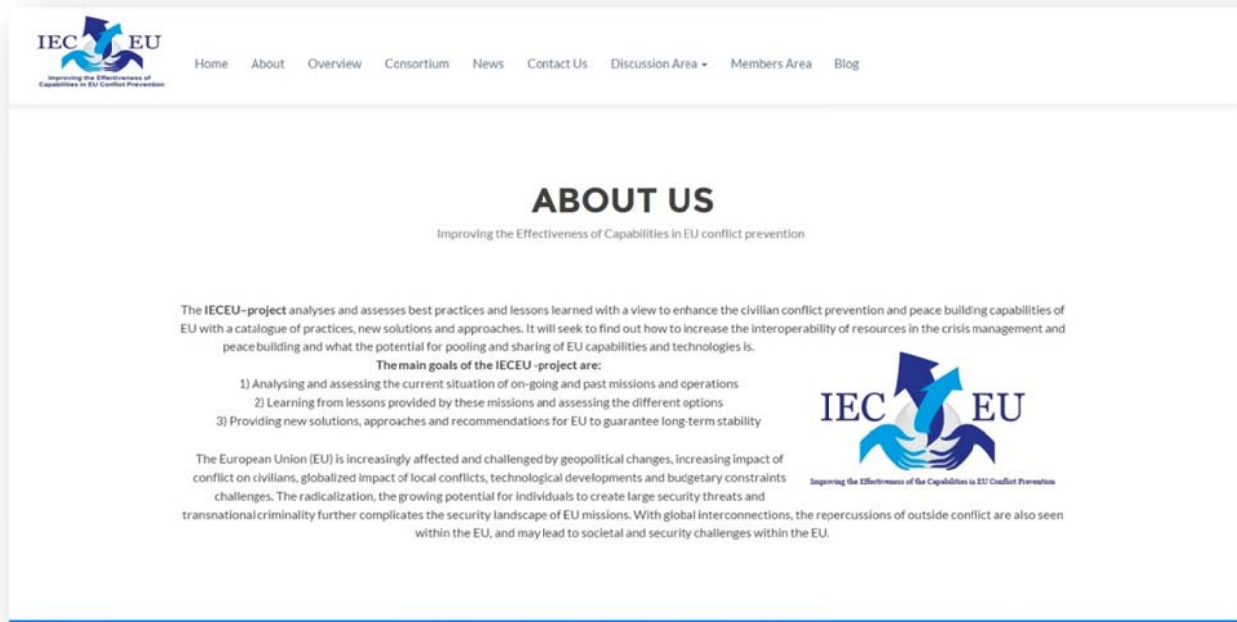 IEC EU
Improving the Effectiveness of
Capabilities in EU Conflict Prevention
Home About Overview Consortium News Contact Us Discussion Area Members Area Blog
ABOUT US
Improving the Effectiveness of Capabilities in EU conflict prevention
The IECEU-project analyses and assesses best practices and lessons learned with a view to enhance the civilian conflict prevention and peace building capabilities of
EU with a catalogue of practices, new solutions and approaches. It will seek to find out how to increase the interoperability of resources in the crisis management and
peace building and what the potential for pooling and sharing of EU capabilities and technologies is.
The main goals of the IECEU -project are:
1) Analysing and assessing the current situation of on-going and past missions and operations
2) Learning from lessons provided by these missions and assessing the different options
3) Providing new solutions, approaches and recommendations for EU to guarantee long-term stability
IEC EU
Improving the Effectiveness of the Capabilities in EU Conflict Prevention
The European Union (EU) is increasingly affected and challenged by geopolitical changes, increasing impact of
conflict on civilians, globalized impact of local conflicts, technological developments and budgetary constraints
challenges. The radicalization, the growing potential for individuals to create large security threats and
transnational criminality further complicates the security landscape of EU missions. With global interconnections, the repercussions of outside conflict are also seen
within the EU, and may lead to societal and security challenges within the EU.